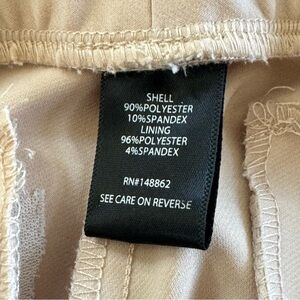 SHELL
90%POLYESTER
10%SPANDEX
LINING
96%POLYESTER
4%SPANDEX
RN#148862
SEE CARE ON REVERSE